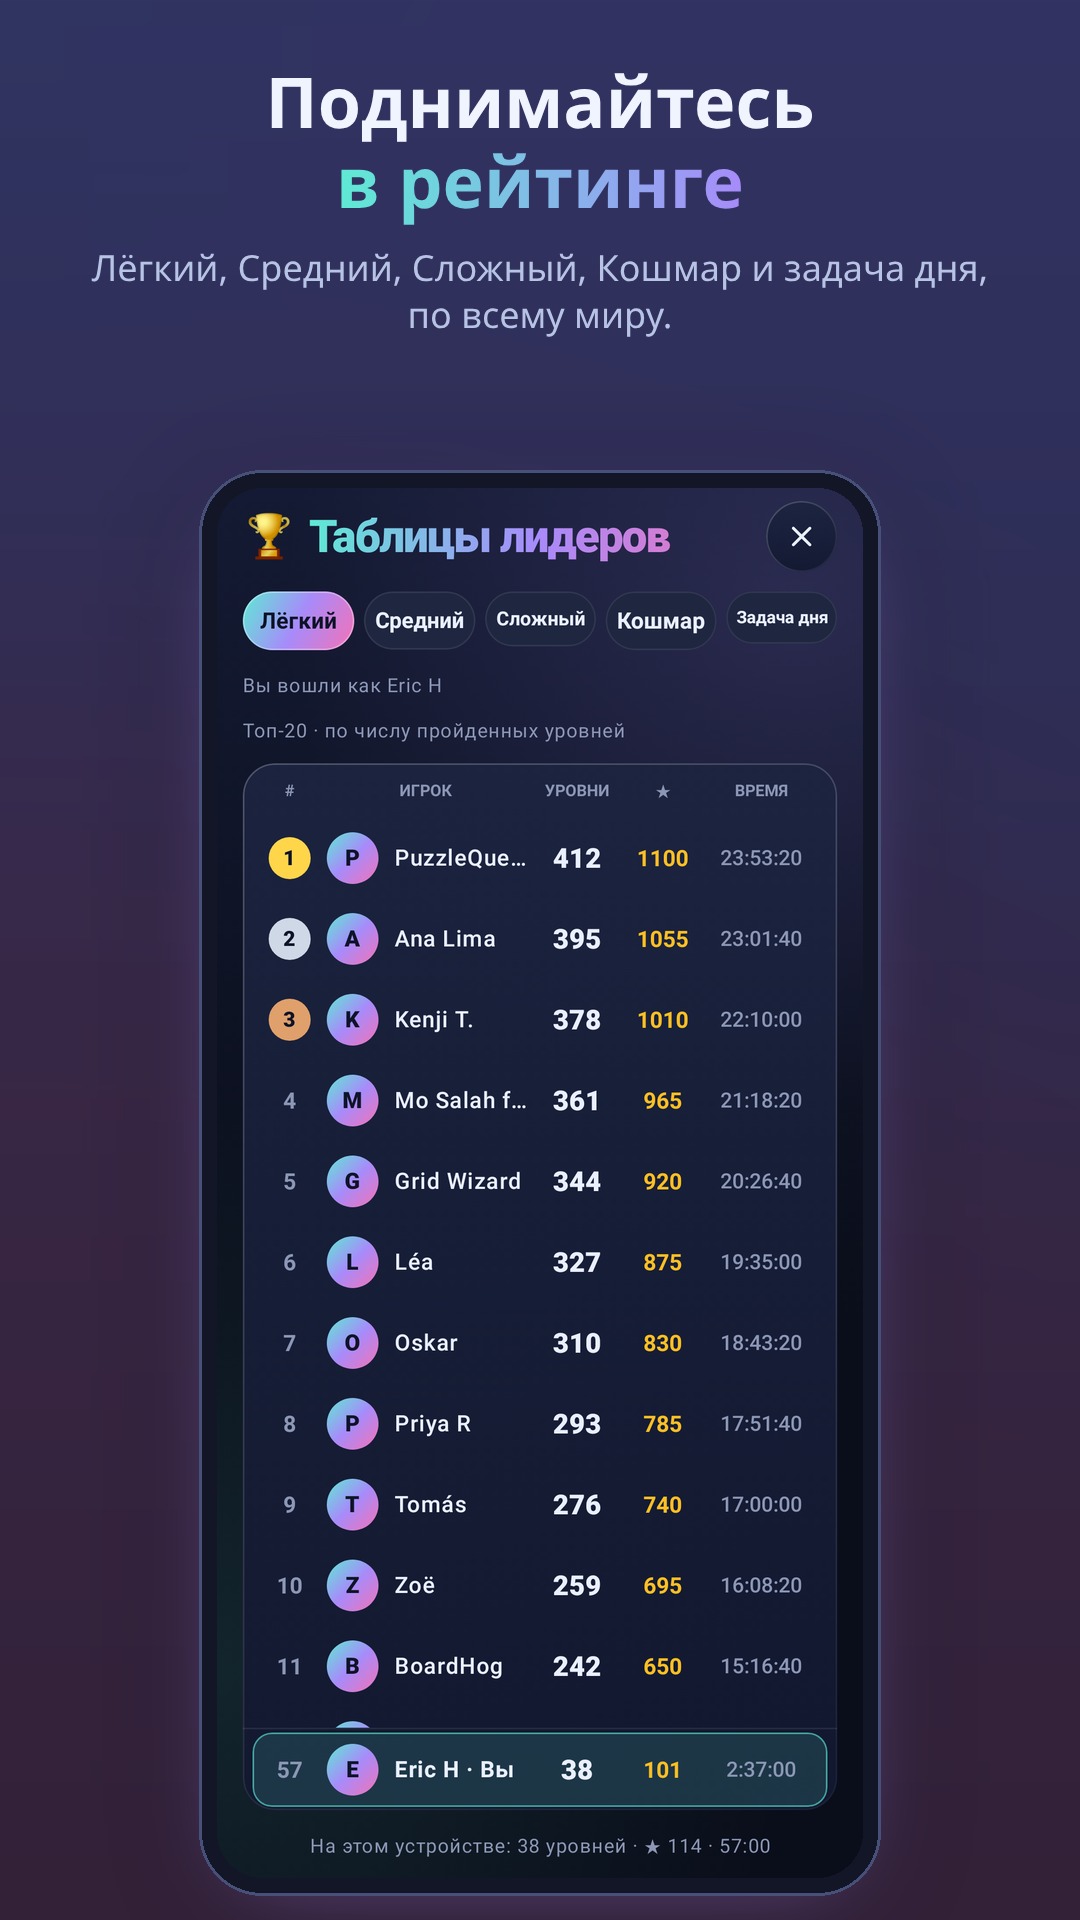 Поднимайтесь
в рейтинге
Лёгкий, Средний, Сложный, Кошмар и задача дня,
по всему миру.
Таблицы лидеров
Лёгкий Средний Сложный Кошмар Задача дня
Вы вошли как Eric H
Топ-20 · по числу пройденных уровней
# ИГРОК УРОВНИ ★ ВРЕМЯ
1 P PuzzleQue… 412 1100 23:53:20
2 A Ana Lima 395 1055 23:01:40
3 K Kenji T. 378 1010 22:10:00
4 M Mo Salah f… 361 965 21:18:20
5 G Grid Wizard 344 920 20:26:40
6 L Léa 327 875 19:35:00
7 O Oskar 310 830 18:43:20
8 P Priya R 293 785 17:51:40
9 T Tomás 276 740 17:00:00
10 Z Zoë 259 695 16:08:20
11 B BoardHog 242 650 15:16:40
57 E Eric H · Вы 38 101 2:37:00
На этом устройстве: 38 уровней · ★ 114 · 57:00